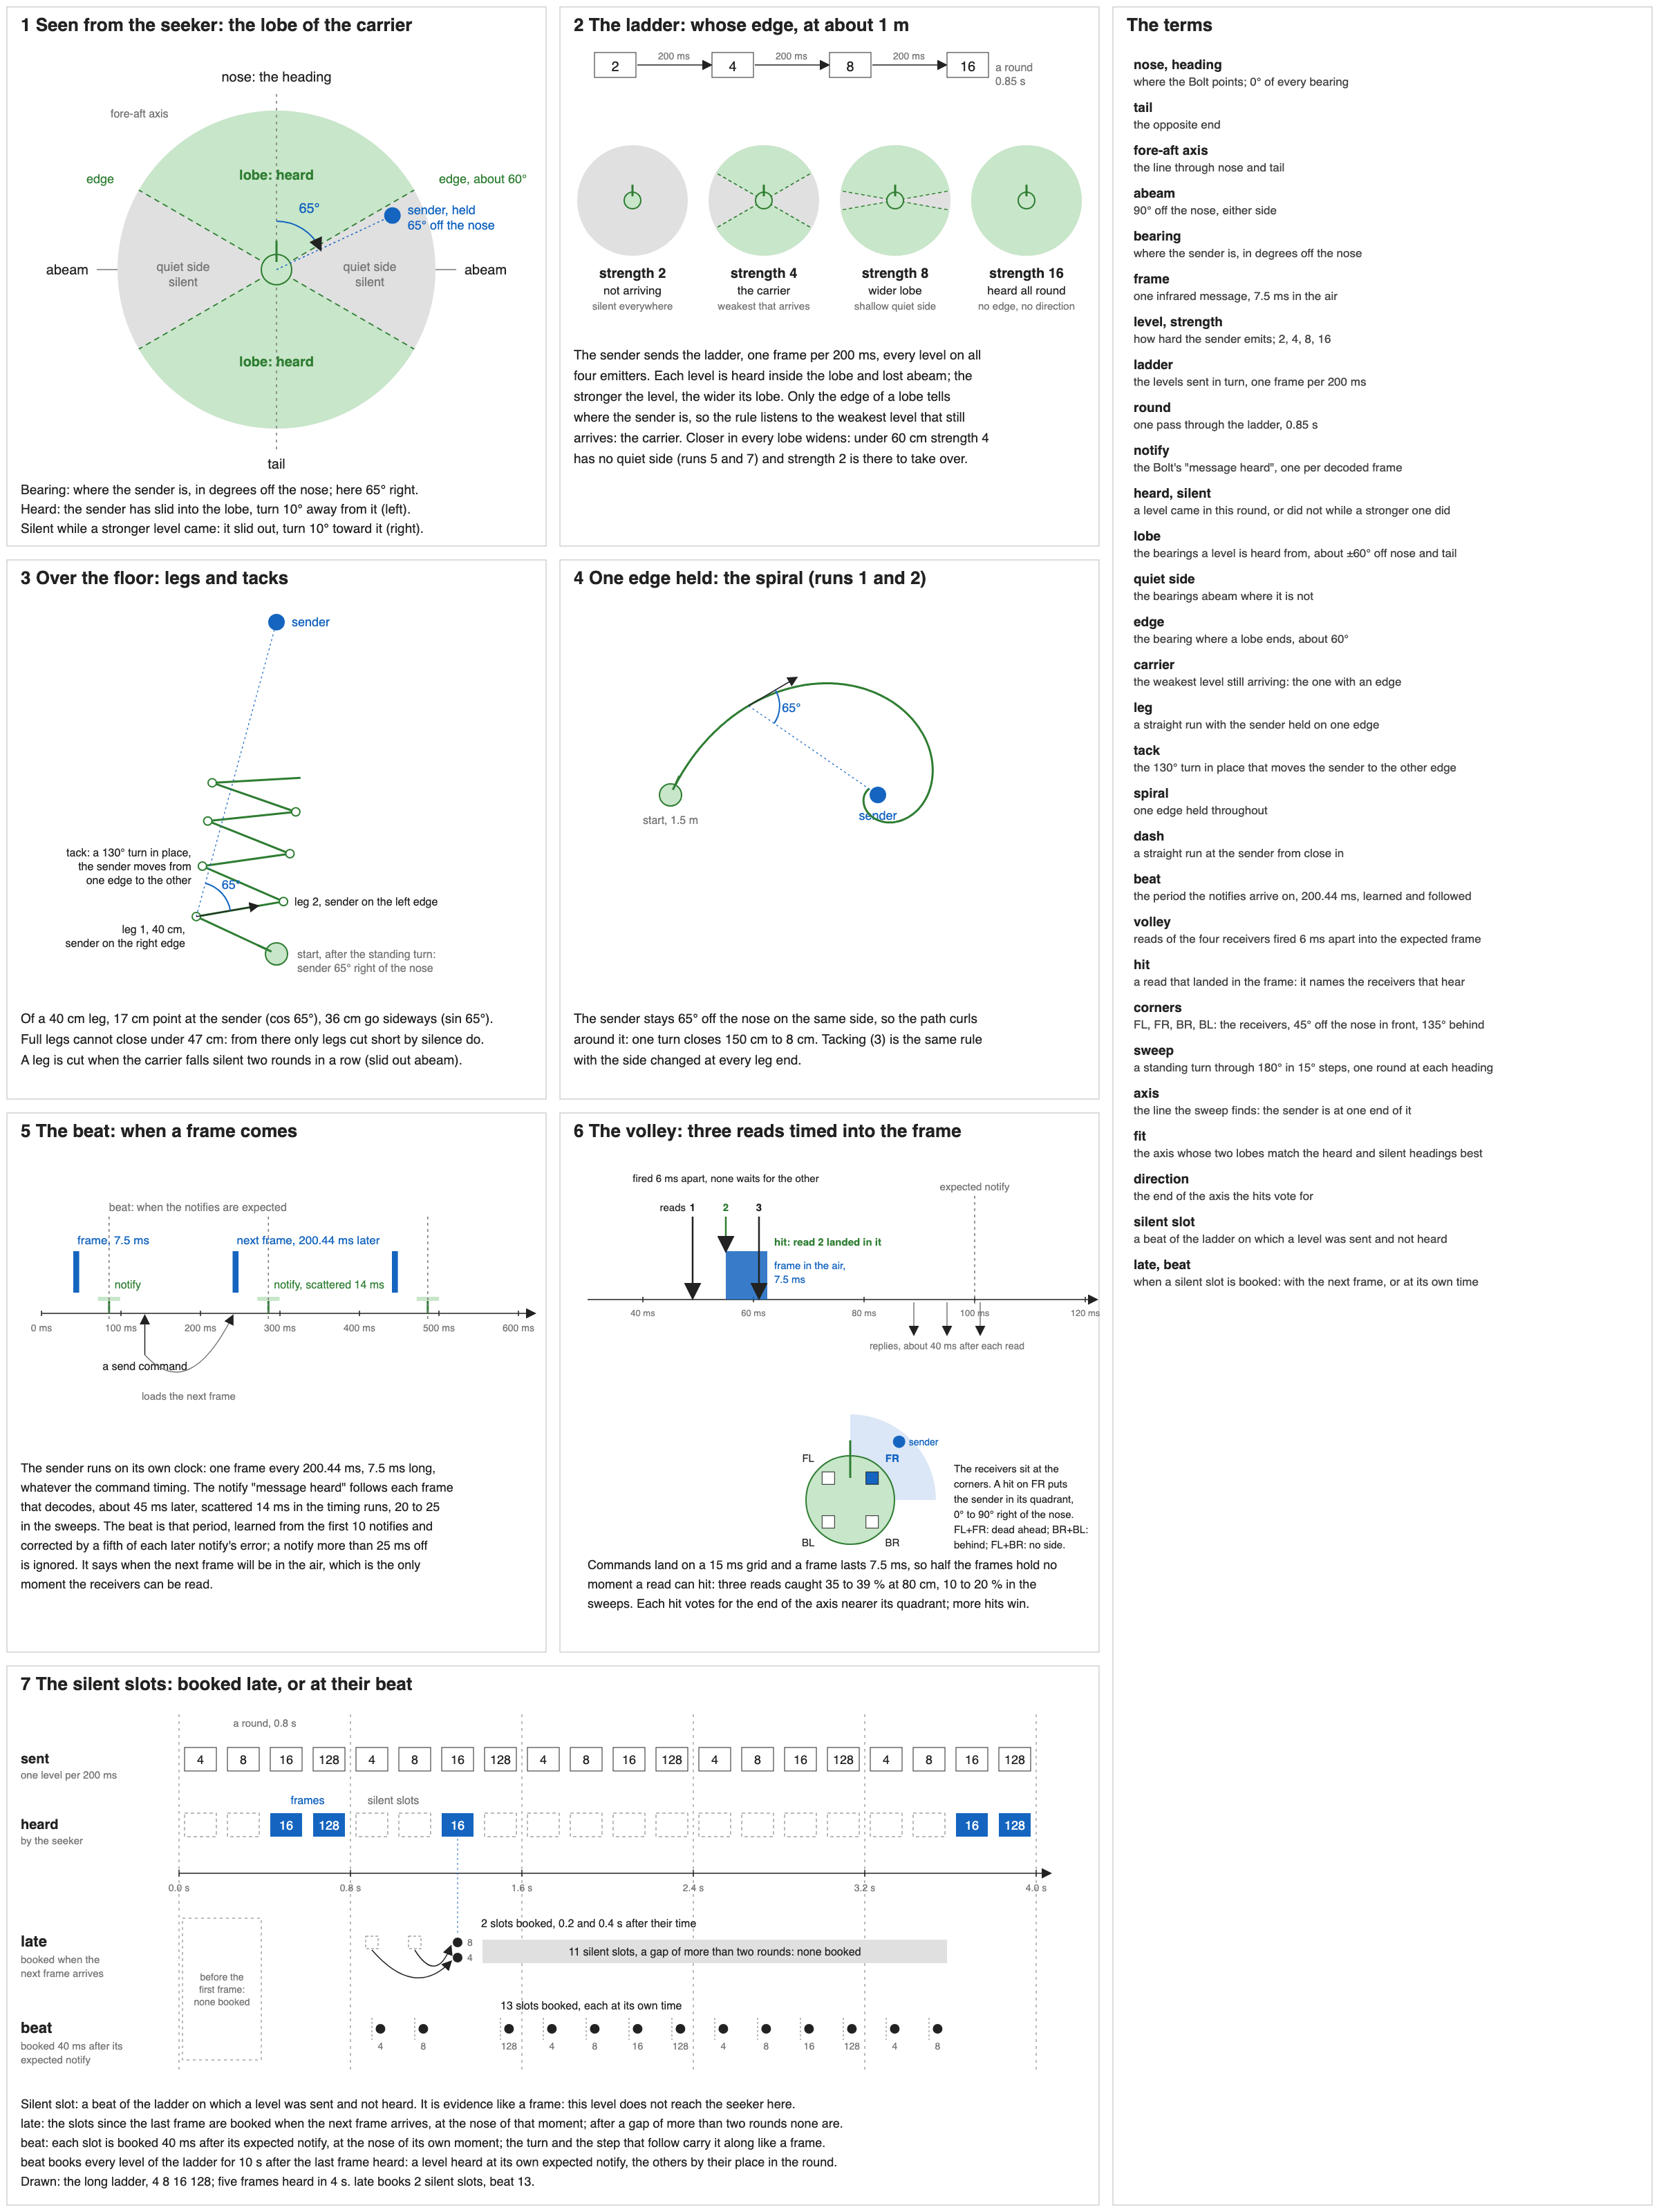 1 Seen from the seeker: the lobe of the carrier
nose: the heading
fore-aft axis
edge
lobe: heard
edge, about 60°
65°
sender, held
65° off the nose
abeam
quiet side
silent
quiet side
silent
abeam
lobe: heard
tail
Bearing: where the sender is, in degrees off the nose; here 65° right.
Heard: the sender has slid into the lobe, turn 10° away from it (left).
Silent while a stronger level came: it slid out, turn 10° toward it (right).
2 The ladder: whose edge, at about 1 m
2
200 ms
4
200 ms
8
200 ms
16
a round
0.85 s
strength 2
not arriving
silent everywhere
strength 4
the carrier
weakest that arrives
strength 8
wider lobe
shallow quiet side
strength 16
heard all round
no edge, no direction
The sender sends the ladder, one frame per 200 ms, every level on all
four emitters. Each level is heard inside the lobe and lost abeam; the
stronger the level, the wider its lobe. Only the edge of a lobe tells
where the sender is, so the rule listens to the weakest level that still
arrives: the carrier. Closer in every lobe widens: under 60 cm strength 4
has no quiet side (runs 5 and 7) and strength 2 is there to take over.
3 Over the floor: legs and tacks
sender
tack: a 130° turn in place,
the sender moves from
one edge to the other
65°
leg 2, sender on the left edge
leg 1, 40 cm,
sender on the right edge
start, after the standing turn:
sender 65° right of the nose
Of a 40 cm leg, 17 cm point at the sender (cos 65°), 36 cm go sideways (sin 65°).
Full legs cannot close under 47 cm: from there only legs cut short by silence do.
A leg is cut when the carrier falls silent two rounds in a row (slid out abeam).
4 One edge held: the spiral (runs 1 and 2)
65°
start, 1.5 m
sender
The sender stays 65° off the nose on the same side, so the path curls
around it: one turn closes 150 cm to 8 cm. Tacking (3) is the same rule
with the side changed at every leg end.
5 The beat: when a frame comes
beat: when the notifies are expected
frame, 7.5 ms
next frame, 200.44 ms later
notify
notify, scattered 14 ms
0 ms
100 ms
200 ms
300 ms
400 ms
500 ms
600 ms
a send command
loads the next frame
The sender runs on its own clock: one frame every 200.44 ms, 7.5 ms long,
whatever the command timing. The notify "message heard" follows each frame
that decodes, about 45 ms later, scattered 14 ms in the timing runs, 20 to 25
in the sweeps. The beat is that period, learned from the first 10 notifies and
corrected by a fifth of each later notify's error; a notify more than 25 ms off
is ignored. It says when the next frame will be in the air, which is the only
moment the receivers can be read.
6 The volley: three reads timed into the frame
fired 6 ms apart, none waits for the other
expected notify
reads 1
2
3
hit: read 2 landed in it
frame in the air,
7.5 ms
40 ms
60 ms
80 ms
100 ms
120 ms
replies, about 40 ms after each read
sender
FL
FR
BL
BR
The receivers sit at the
corners. A hit on FR puts
the sender in its quadrant,
0° to 90° right of the nose.
FL+FR: dead ahead; BR+BL:
behind; FL+BR: no side.
Commands land on a 15 ms grid and a frame lasts 7.5 ms, so half the frames hold no
moment a read can hit: three reads caught 35 to 39 % at 80 cm, 10 to 20 % in the
sweeps. Each hit votes for the end of the axis nearer its quadrant; more hits win.
7 The silent slots: booked late, or at their beat
a round, 0.8 s
sent
one level per 200 ms
4 8 16 128 4 8 16 128 4 8 16 128 4 8 16 128 4 8 16 128
frames
silent slots
heard
by the seeker
16 128 16 16 128
0.0 s
0.8 s
1.6 s
2.4 s
3.2 s
4.0 s
late
booked when the
next frame arrives
before the
first frame:
none booked
2 slots booked, 0.2 and 0.4 s after their time
8
4
11 silent slots, a gap of more than two rounds: none booked
13 slots booked, each at its own time
beat
booked 40 ms after its
expected notify
4 8 128 4 8 16 128 4 8 16 128 4 8
Silent slot: a beat of the ladder on which a level was sent and not heard. It is evidence like a frame: this level does not reach the seeker here.
late: the slots since the last frame are booked when the next frame arrives, at the nose of that moment; after a gap of more than two rounds none are.
beat: each slot is booked 40 ms after its expected notify, at the nose of its own moment; the turn and the step that follow carry it along like a frame.
beat books every level of the ladder for 10 s after the last frame heard: a level heard at its own expected notify, the others by their place in the round.
Drawn: the long ladder, 4 8 16 128; five frames heard in 4 s. late books 2 silent slots, beat 13.
The terms
nose, heading
where the Bolt points; 0° of every bearing
tail
the opposite end
fore-aft axis
the line through nose and tail
abeam
90° off the nose, either side
bearing
where the sender is, in degrees off the nose
frame
one infrared message, 7.5 ms in the air
level, strength
how hard the sender emits; 2, 4, 8, 16
ladder
the levels sent in turn, one frame per 200 ms
round
one pass through the ladder, 0.85 s
notify
the Bolt's "message heard", one per decoded frame
heard, silent
a level came in this round, or did not while a stronger one did
lobe
the bearings a level is heard from, about ±60° off nose and tail
quiet side
the bearings abeam where it is not
edge
the bearing where a lobe ends, about 60°
carrier
the weakest level still arriving: the one with an edge
leg
a straight run with the sender held on one edge
tack
the 130° turn in place that moves the sender to the other edge
spiral
one edge held throughout
dash
a straight run at the sender from close in
beat
the period the notifies arrive on, 200.44 ms, learned and followed
volley
reads of the four receivers fired 6 ms apart into the expected frame
hit
a read that landed in the frame: it names the receivers that hear
corners
FL, FR, BR, BL: the receivers, 45° off the nose in front, 135° behind
sweep
a standing turn through 180° in 15° steps, one round at each heading
axis
the line the sweep finds: the sender is at one end of it
fit
the axis whose two lobes match the heard and silent headings best
direction
the end of the axis the hits vote for
silent slot
a beat of the ladder on which a level was sent and not heard
late, beat
when a silent slot is booked: with the next frame, or at its own time